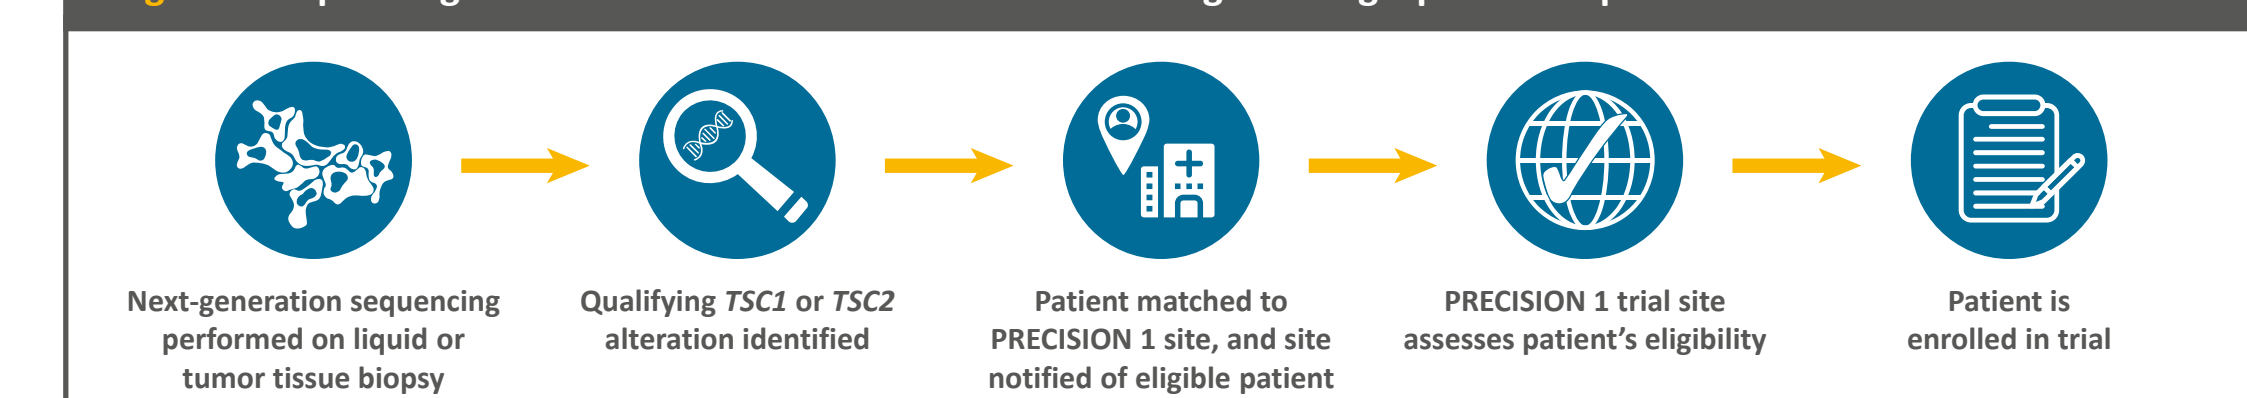 Next-generation sequencing
performed on liquid or
tumor tissue biopsy
Qualifying TSC1 or TSC2
alteration identified
Patient matched to
PRECISION 1 site, and site
notified of eligible patient
PRECISION 1 trial site
assesses patient’s eligibility
Patient is
enrolled in trial